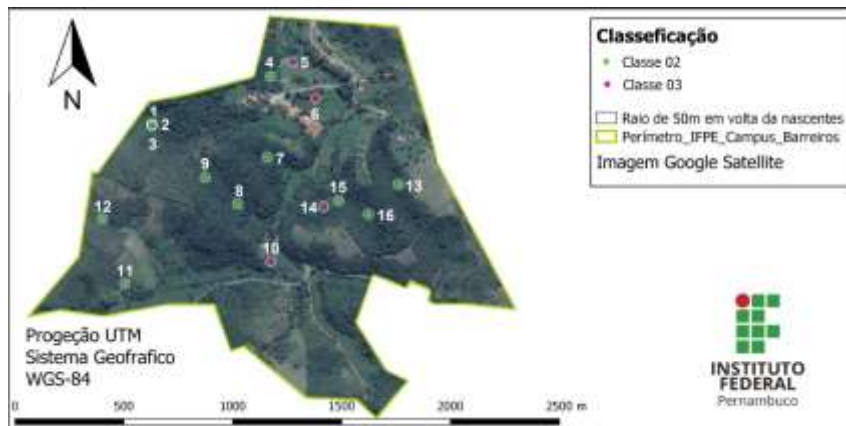 N
4
5
6
1
2
3
7
9
8
12
11
10
14
15
16
13
Progeção UTM
Sistema Geofrafico
WGS-84
0 500 1000 1500 2000 2500 m
Classeficação
Classe 02
Classe 03
Raio de 50m em volta da nascentes
Perímetro_IFPE_Campus_Barreiros
Imagem Google Satellite
INSTITUTO
FEDERAL
Pernambuco